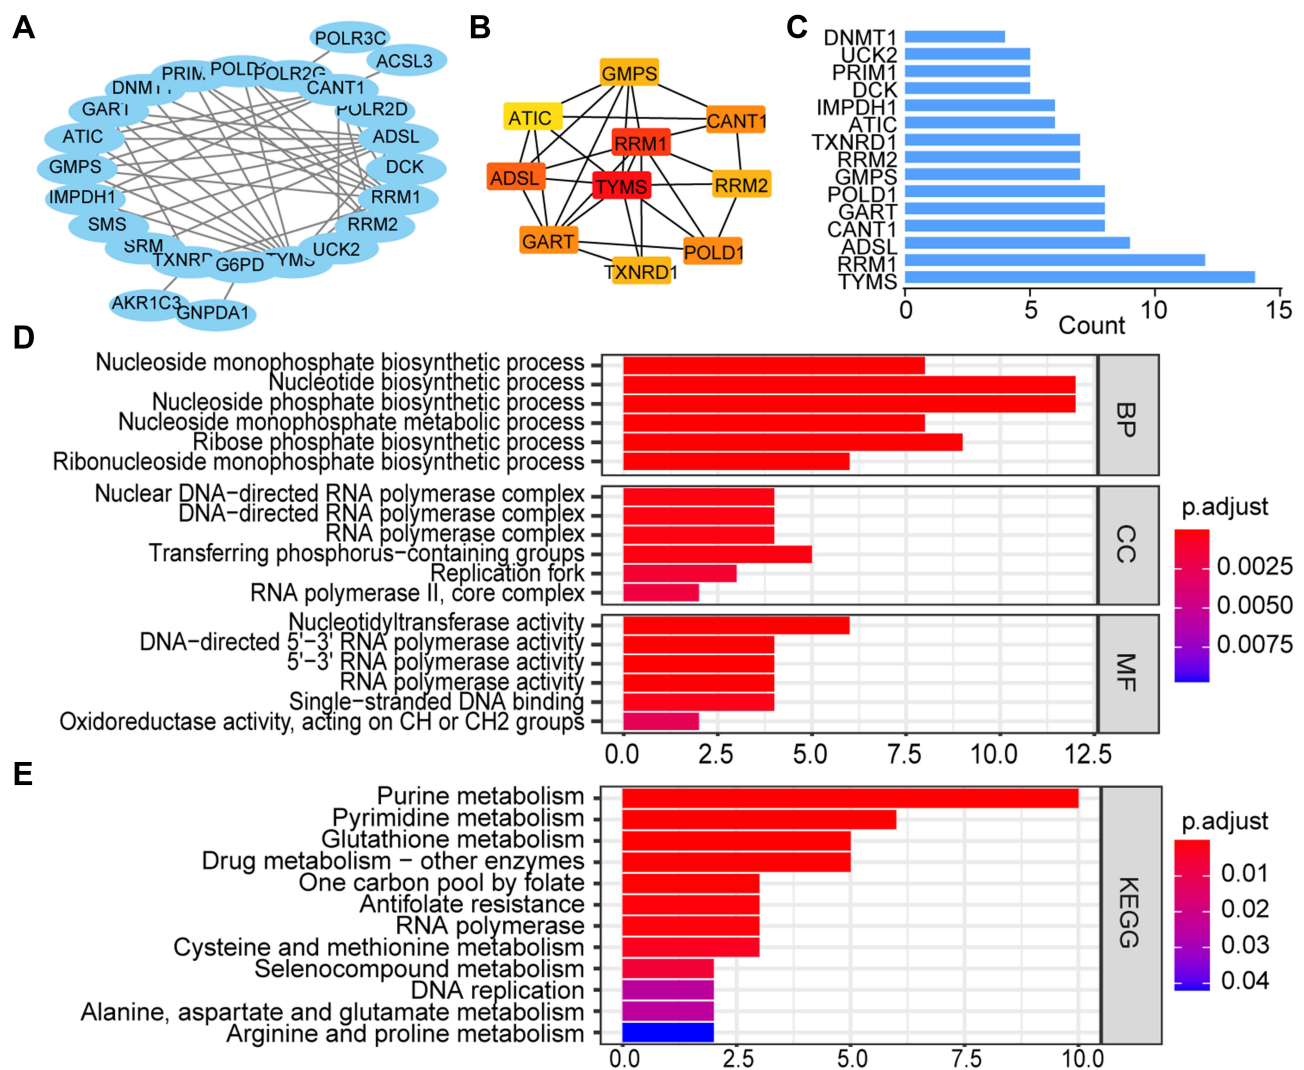 A
POLR3C
ACSL3
PRIM
POLD
POLR2G
CANT1
DNMT1
POLR2D
GART
ADSL
ATIC
DCK
GMPS
RRM1
IMPDH1
RRM2
SMS
UCK2
SRM
TXNRD
G6PD
TYMS
AKR1C3
GNPDA1
B
GMPS
ATIC
CANT1
RRM1
ADSL
TYMS
RRM2
GART
POLD1
TXNRD1
C
DNMT1
UCK2
PRIM1
DCK
IMPDH1
ATIC
TXNRD1
RRM2
GMPS
POLD1
GART
CANT1
ADSL
RRM1
TYMS
0 5 10 15
Count
D
Nucleoside monophosphate biosynthetic process
Nucleotide biosynthetic process
Nucleoside phosphate biosynthetic process
Nucleoside monophosphate metabolic process
Ribose phosphate biosynthetic process
Ribonucleoside monophosphate biosynthetic process
BP
Nuclear DNA−directed RNA polymerase complex
DNA−directed RNA polymerase complex
RNA polymerase complex
Transferring phosphorus−containing groups
Replication fork
RNA polymerase II, core complex
CC
Nucleotidyltransferase activity
DNA−directed 5'−3' RNA polymerase activity
5'−3' RNA polymerase activity
RNA polymerase activity
Single−stranded DNA binding
Oxidoreductase activity, acting on CH or CH2 groups
MF
0.0 2.5 5.0 7.5 10.0 12.5
p.adjust
0.0025
0.0050
0.0075
E
Purine metabolism
Pyrimidine metabolism
Glutathione metabolism
Drug metabolism − other enzymes
One carbon pool by folate
Antifolate resistance
RNA polymerase
Cysteine and methionine metabolism
Selenocompound metabolism
DNA replication
Alanine, aspartate and glutamate metabolism
Arginine and proline metabolism
KEGG
0.0 2.5 5.0 7.5 10.0
p.adjust
0.01
0.02
0.03
0.04